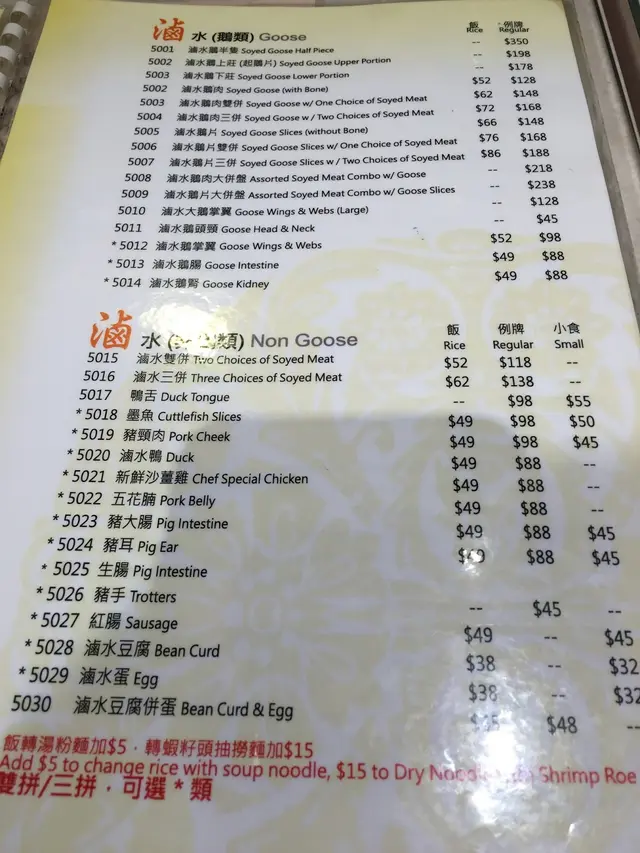 滷水 (鵝類) Goose 飯 Rice 例牌 Regular
5001 滷水鵝半隻 Soyed Goose Half Piece -- $350
5002 滷水鵝上莊 (起鵝片) Soyed Goose Upper Portion -- $198
5003 滷水鵝下莊 Soyed Goose Lower Portion -- $178
5002 滷水鵝肉 Soyed Goose (with Bone) $52 $128
5003 滷水鵝肉雙併 Soyed Goose w/ One Choice of Soyed Meat $62 $148
5004 滷水鵝肉三併 Soyed Goose w / Two Choices of Soyed Meat $72 $168
5005 滷水鵝片 Soyed Goose Slices (without Bone) $66 $148
5006 滷水鵝片雙併 Soyed Goose Slices w/ One Choice of Soyed Meat $76 $168
5007 滷水鵝片三併 Soyed Goose Slices w/ Two Choices of Soyed Meat $86 $188
5008 滷水鵝肉大併盤 Assorted Soyed Meat Combo w/ Goose -- $218
5009 滷水鵝片大併盤 Assorted Soyed Meat Combo w/ Goose Slices -- $238
5010 滷水大鵝掌翼 Goose Wings & Webs (Large) -- $128
5011 滷水鵝頭頸 Goose Head & Neck -- $45
* 5012 滷水鵝掌翼 Goose Wings & Webs $52 $98
* 5013 滷水鵝腸 Goose Intestine $49 $88
* 5014 滷水鵝腎 Goose Kidney $49 $88
滷水 類) Non Goose 飯 Rice 例牌 Regular 小食 Small
5015 滷水雙併 Two Choices of Soyed Meat $52 $118 --
5016 滷水三併 Three Choices of Soyed Meat $62 $138 --
5017 鴨舌 Duck Tongue -- $98 $55
* 5018 墨魚 Cuttlefish Slices $49 $98 $50
* 5019 豬頸肉 Pork Cheek $49 $98 $45
* 5020 滷水鴨 Duck $49 $88 --
* 5021 新鮮沙薑雞 Chef Special Chicken $49 $88 --
* 5022 五花腩 Pork Belly $49 $88 --
* 5023 豬大腸 Pig Intestine $49 $88 $45
* 5024 豬耳 Pig Ear $49 $88 $45
* 5025 生腸 Pig Intestine
* 5026 豬手 Trotters -- $45 --
* 5027 紅腸 Sausage $49 -- $45
* 5028 滷水豆腐 Bean Curd $38 -- $32
* 5029 滷水蛋 Egg $38 -- $32
5030 滷水豆腐併蛋 Bean Curd & Egg $48 --
飯轉湯粉麵加$5，轉蝦籽頭抽撈麵加$15
Add $5 to change rice with soup noodle, $15 to Dry Noodle Shrimp Roe
雙拼/三拼，可選 * 類